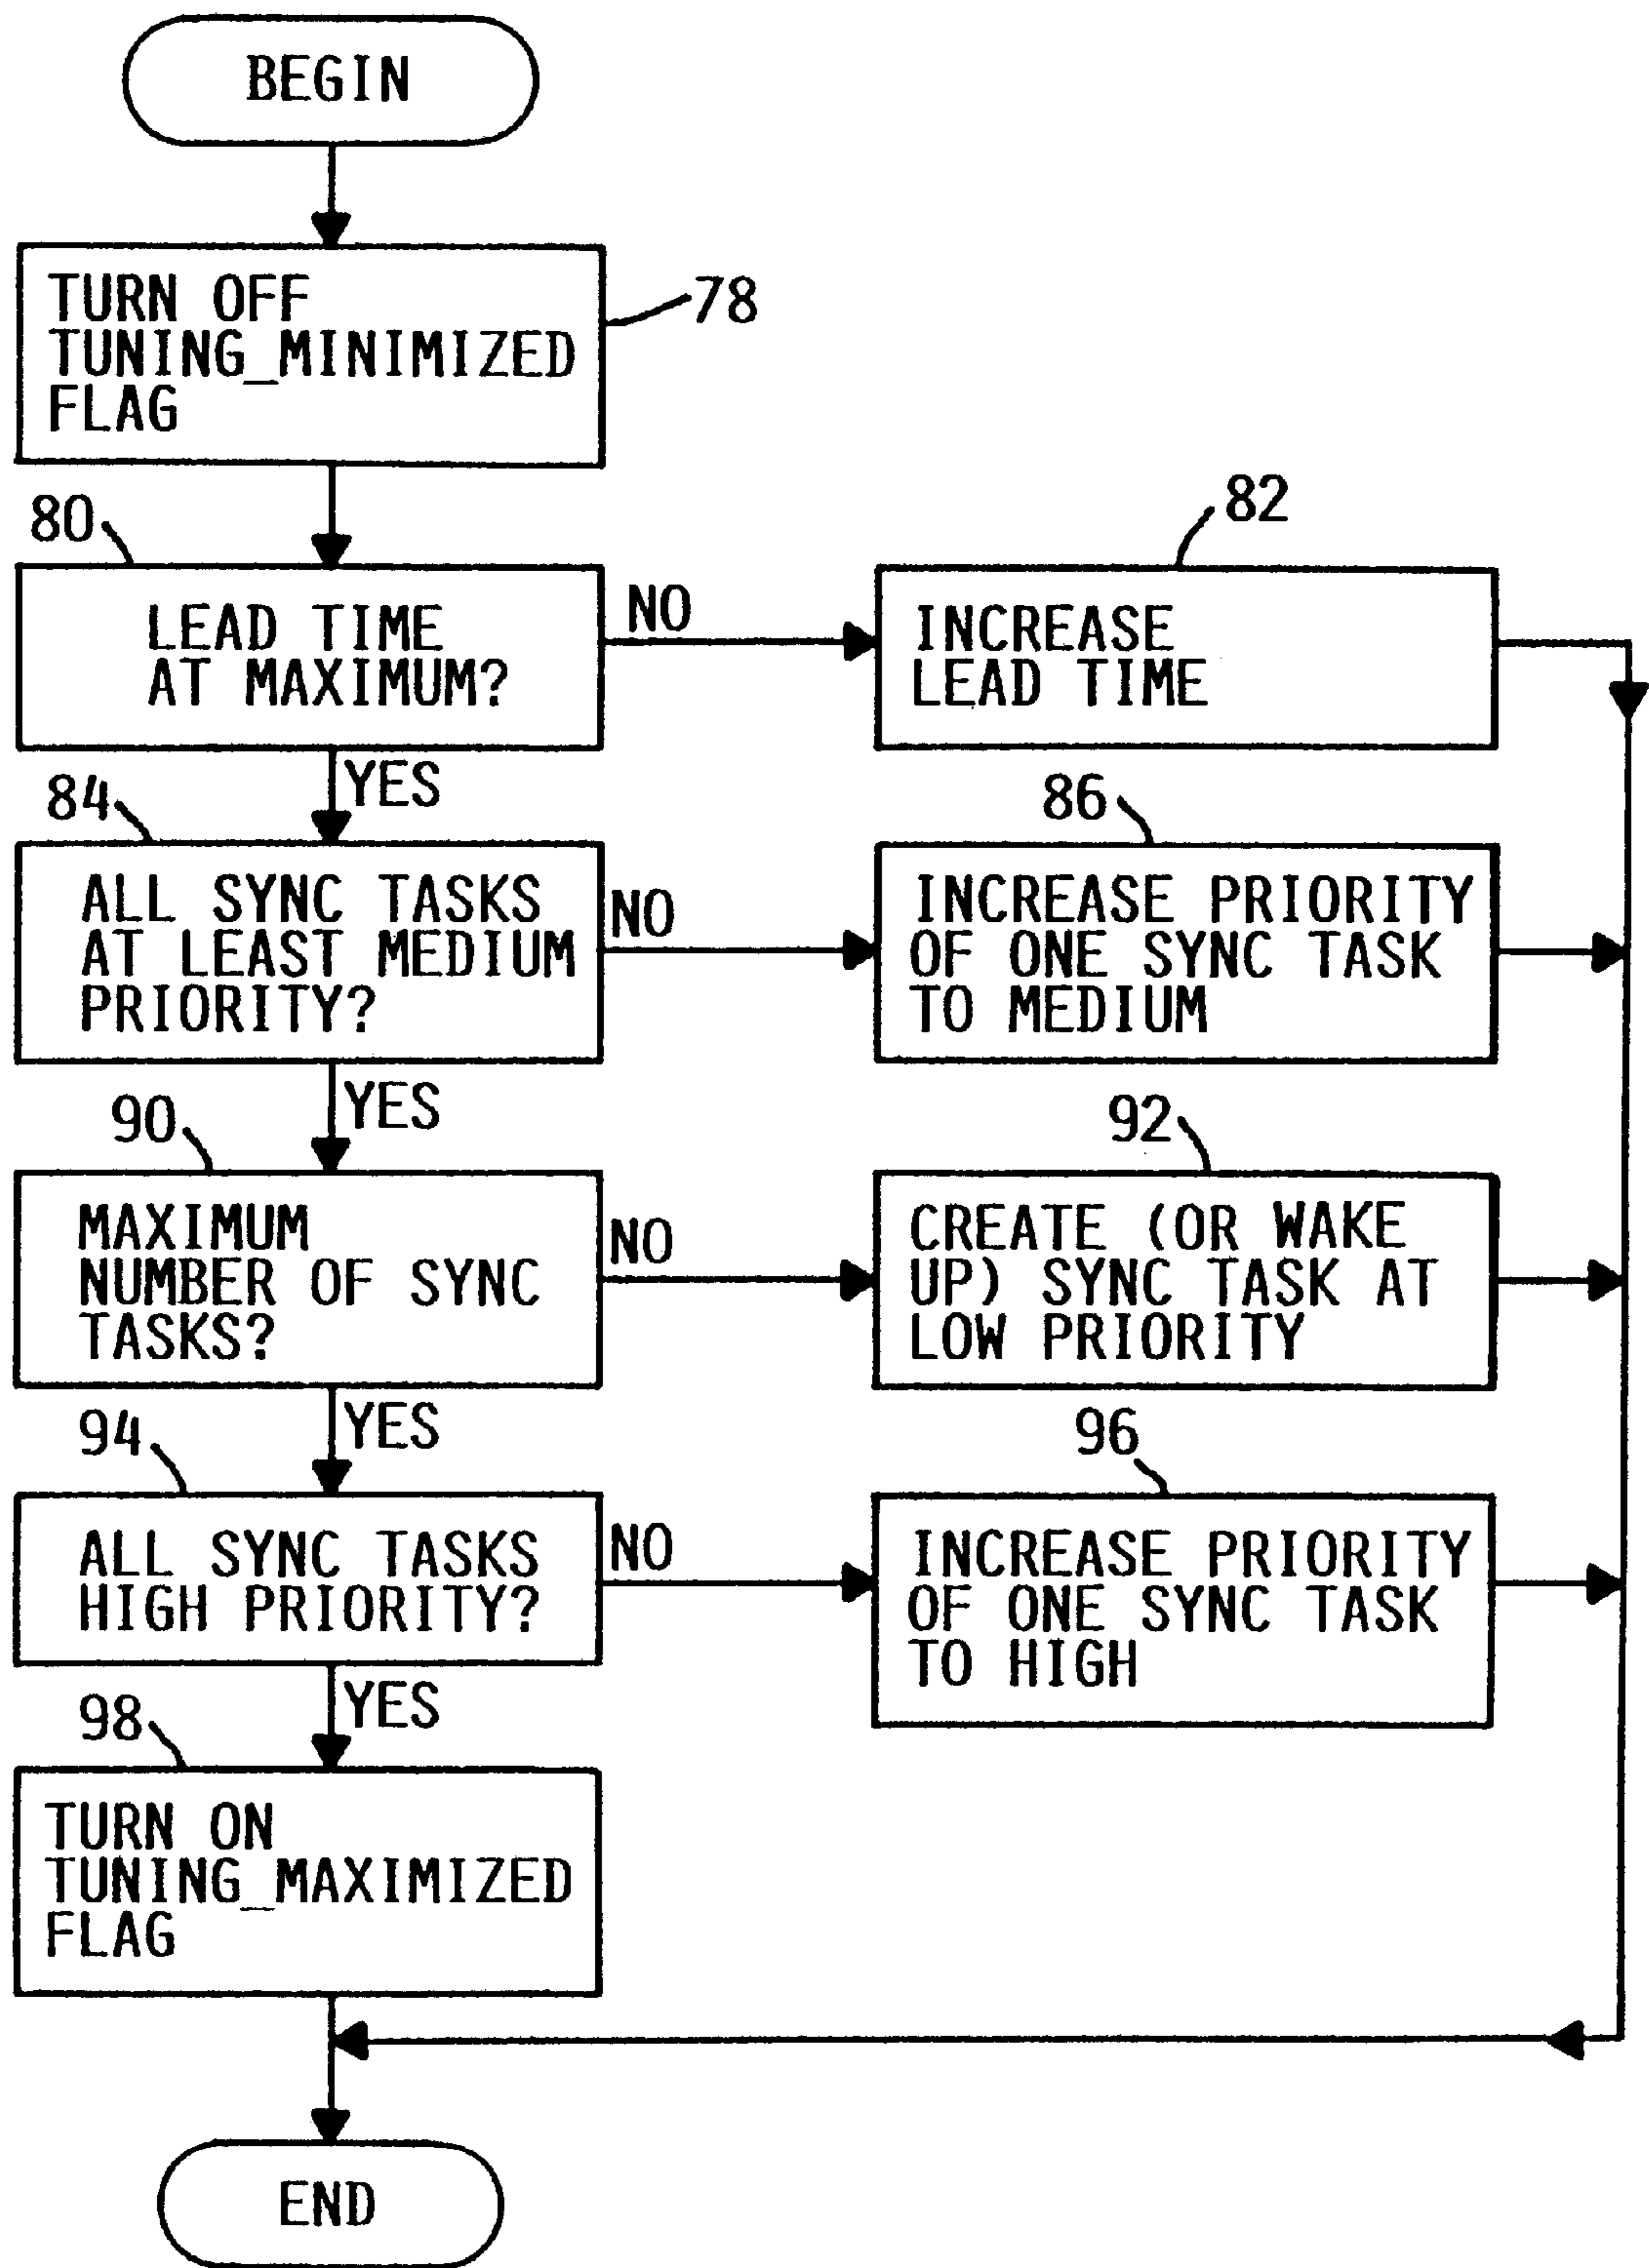 BEGIN
TURN OFF
TUNING_MINIMIZED
FLAG
78
80
LEAD TIME
AT MAXIMUM?
NO
82
INCREASE
LEAD TIME
YES
84
ALL SYNC TASKS
AT LEAST MEDIUM
PRIORITY?
NO
86
INCREASE PRIORITY
OF ONE SYNC TASK
TO MEDIUM
YES
90
MAXIMUM
NUMBER OF SYNC
TASKS?
NO
92
CREATE (OR WAKE
UP) SYNC TASK AT
LOW PRIORITY
YES
94
ALL SYNC TASKS
HIGH PRIORITY?
NO
96
INCREASE PRIORITY
OF ONE SYNC TASK
TO HIGH
YES
98
TURN ON
TUNING_MAXIMIZED
FLAG
END